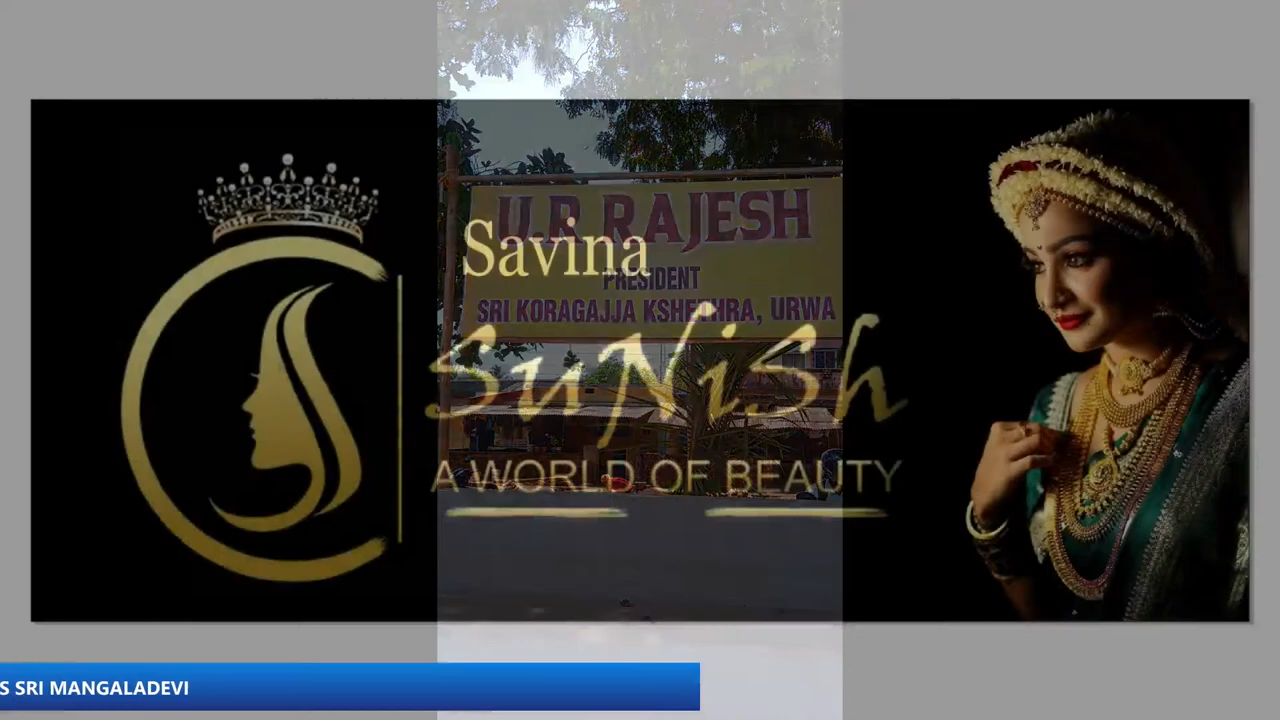 U.R RAJESH
Savina
PRESIDENT
SRI KORAGAJJA KSHETHRA, URWA
SuNiSh
A WORLD OF BEAUTY
S SRI MANGALADEVI